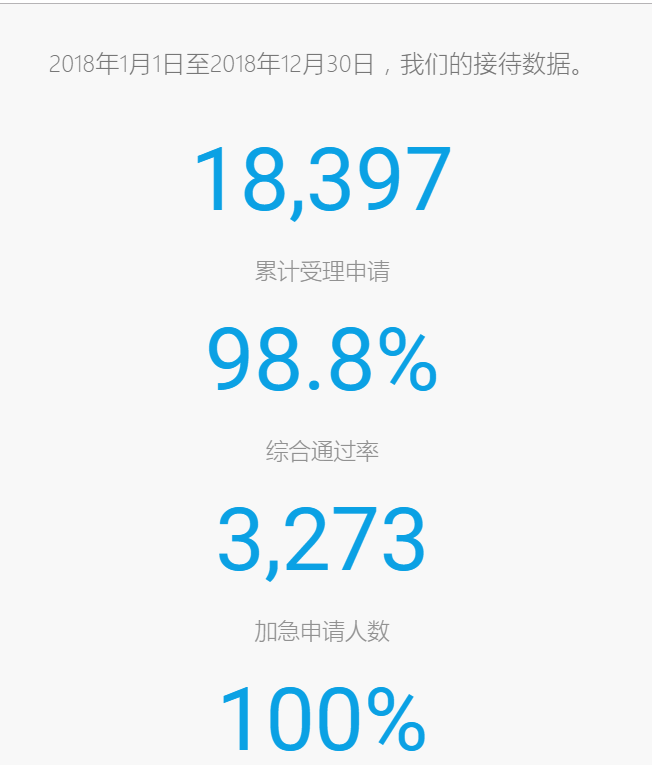 2018年1月1日至2018年12月30日，我们的接待数据。
18,397
累计受理申请
98.8%
综合通过率
3,273
加急申请人数
100%